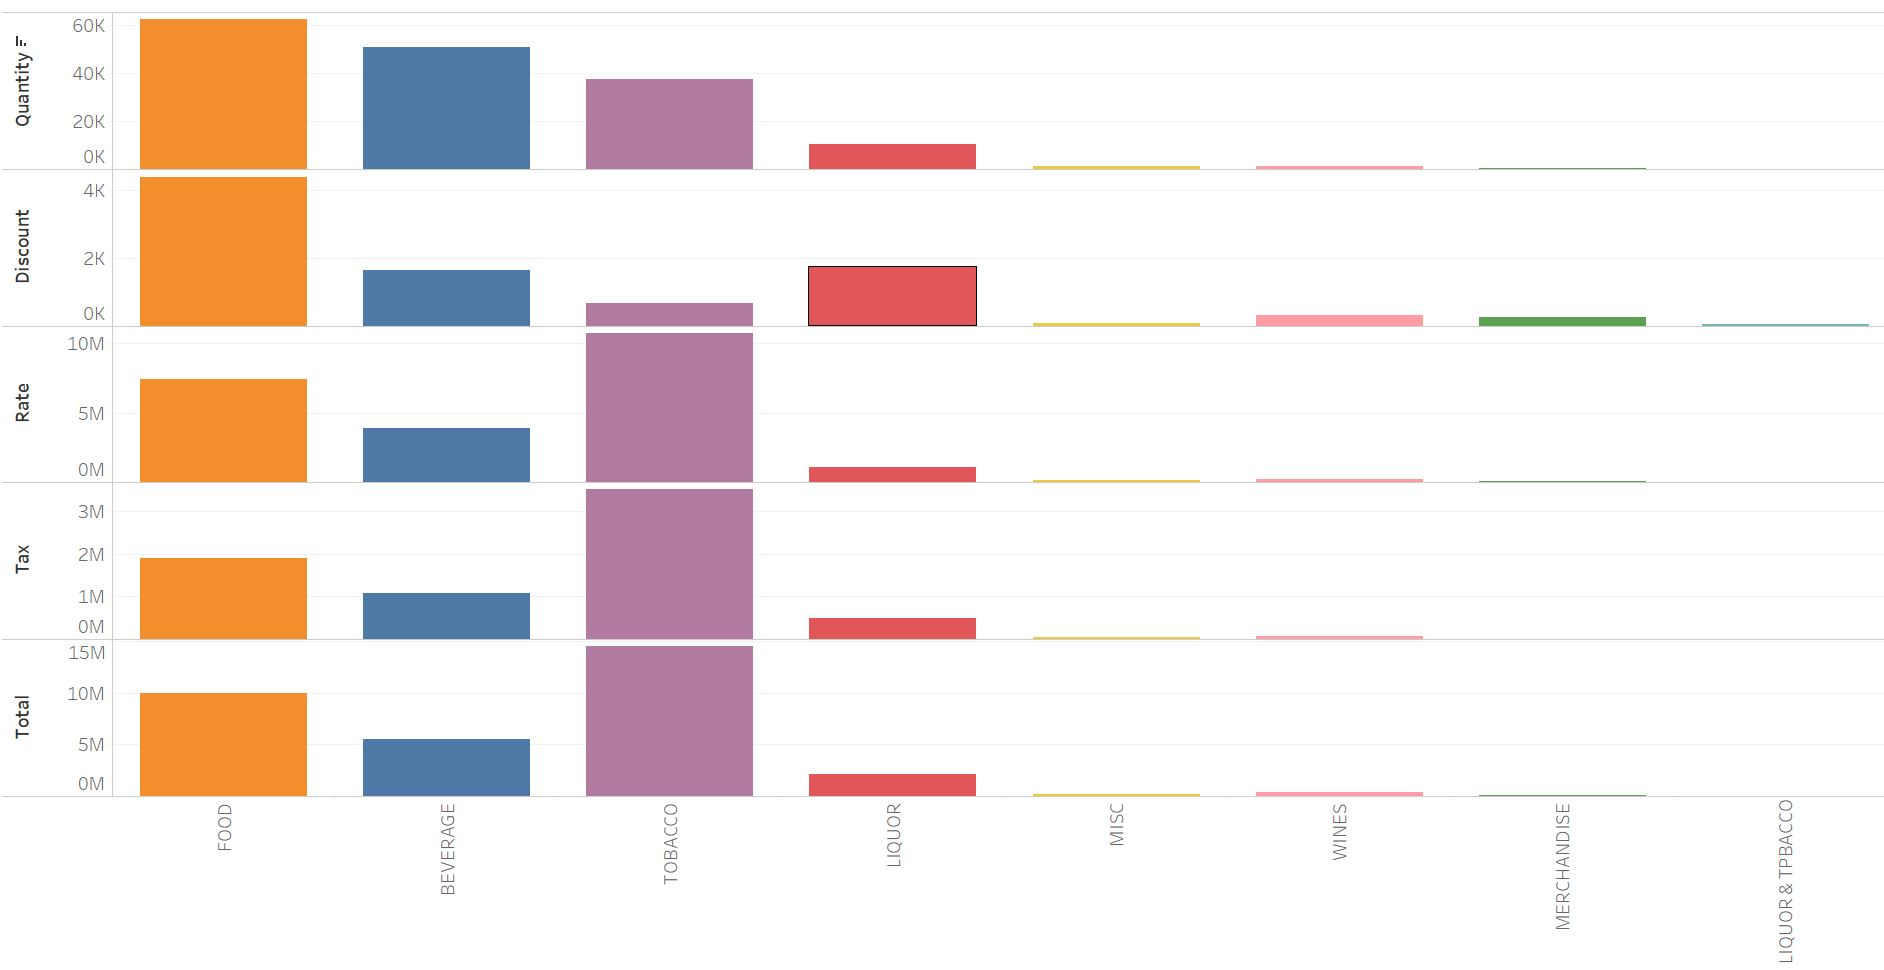 Quantity
60K
40K
20K
0K
Discount
4K
2K
0K
Rate
10M
5M
0M
Tax
3M
2M
1M
0M
Total
15M
10M
5M
0M
FOOD
BEVERAGE
TOBACCO
LIQUOR
MISC
WINES
MERCHANDISE
LIQUOR & TPBACCO